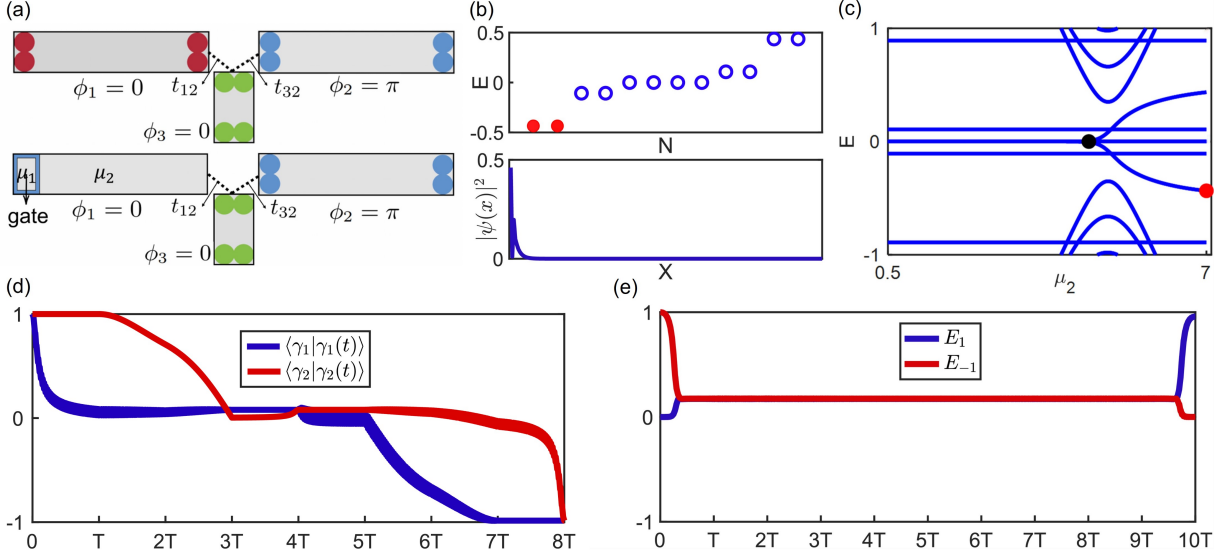 (a)
ϕ₁ = 0
t₁₂
t₃₂
ϕ₂ = π
ϕ₃ = 0
μ₁
μ₂
gate
ϕ₁ = 0
t₁₂
t₃₂
ϕ₂ = π
ϕ₃ = 0
(b)
0.5
E
0
-0.5
N
0.5
|ψ(x)|²
0
X
(c)
1
E
0
-1
0.5
μ₂
7
(d)
1
0
-1
⟨γ₁|γ₁(t)⟩
⟨γ₂|γ₂(t)⟩
0 T 2T 3T 4T 5T 6T 7T 8T
(e)
1
0
-1
E₁
E₋₁
0 T 2T 3T 4T 5T 6T 7T 8T 9T 10T